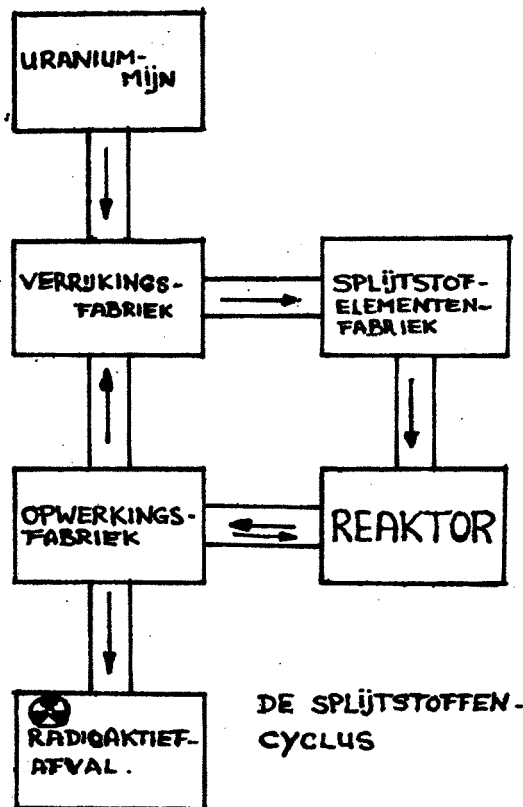 URANIUM-
MIJN
VERRIJKINGS-
FABRIEK
SPLIJTSTOF-
ELEMENTEN-
FABRIEK
OPWERKINGS-
FABRIEK
REAKTOR
RADIOAKTIEF-
AFVAL.
DE SPLIJTSTOFFEN-
CYCLUS